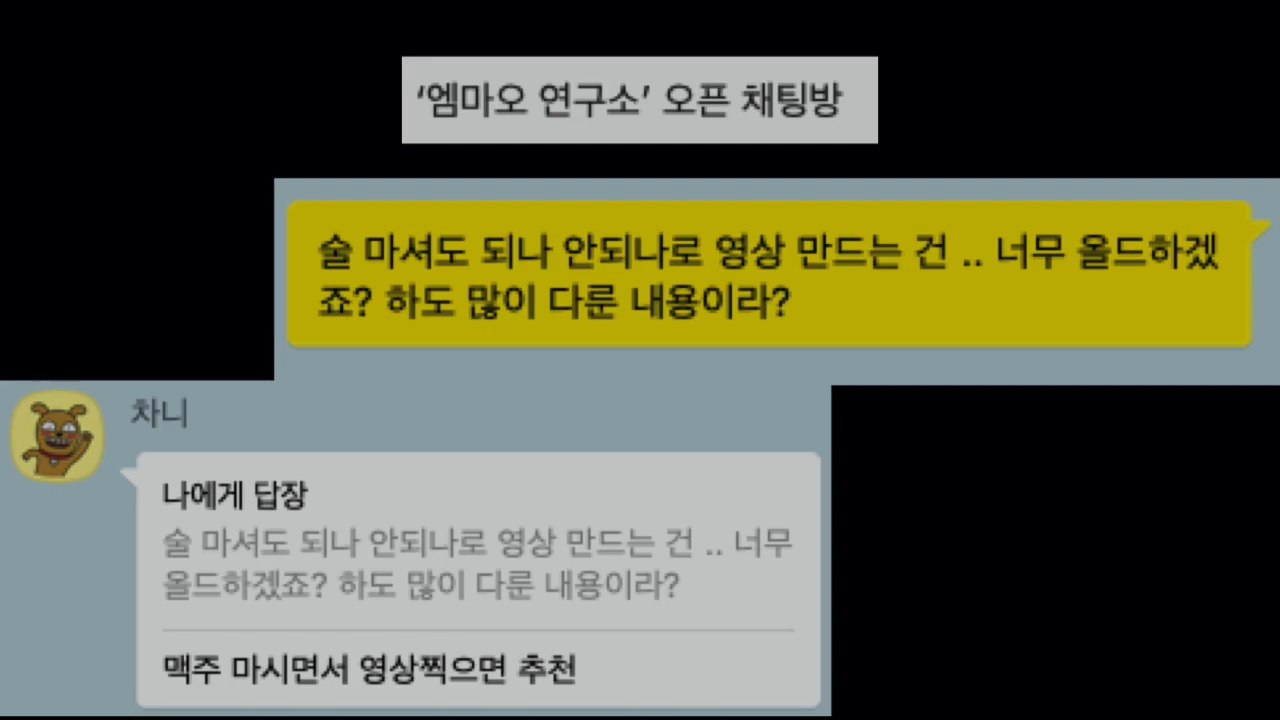 ‘엠마오 연구소’ 오픈 채팅방
술 마셔도 되나 안되나로 영상 만드는 건 .. 너무 올드하겠
죠? 하도 많이 다룬 내용이라?
차니
나에게 답장
술 마셔도 되나 안되나로 영상 만드는 건 .. 너무
올드하겠죠? 하도 많이 다룬 내용이라?
맥주 마시면서 영상찍으면 추천